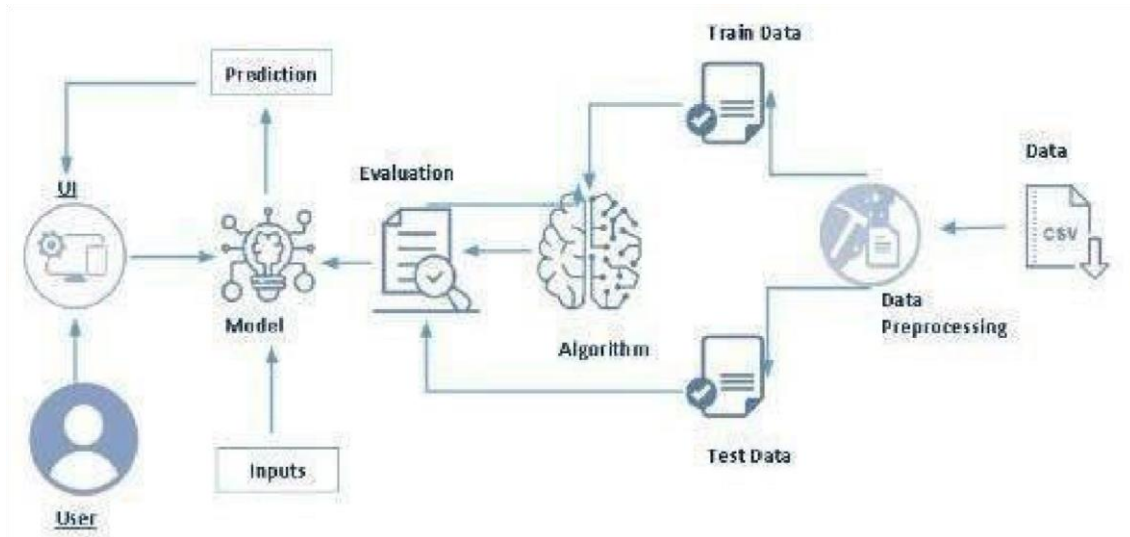 Train Data
Prediction
Data
Evaluation
UI
CSV
Data
Preprocessing
Model
Algorithm
Test Data
Inputs
User